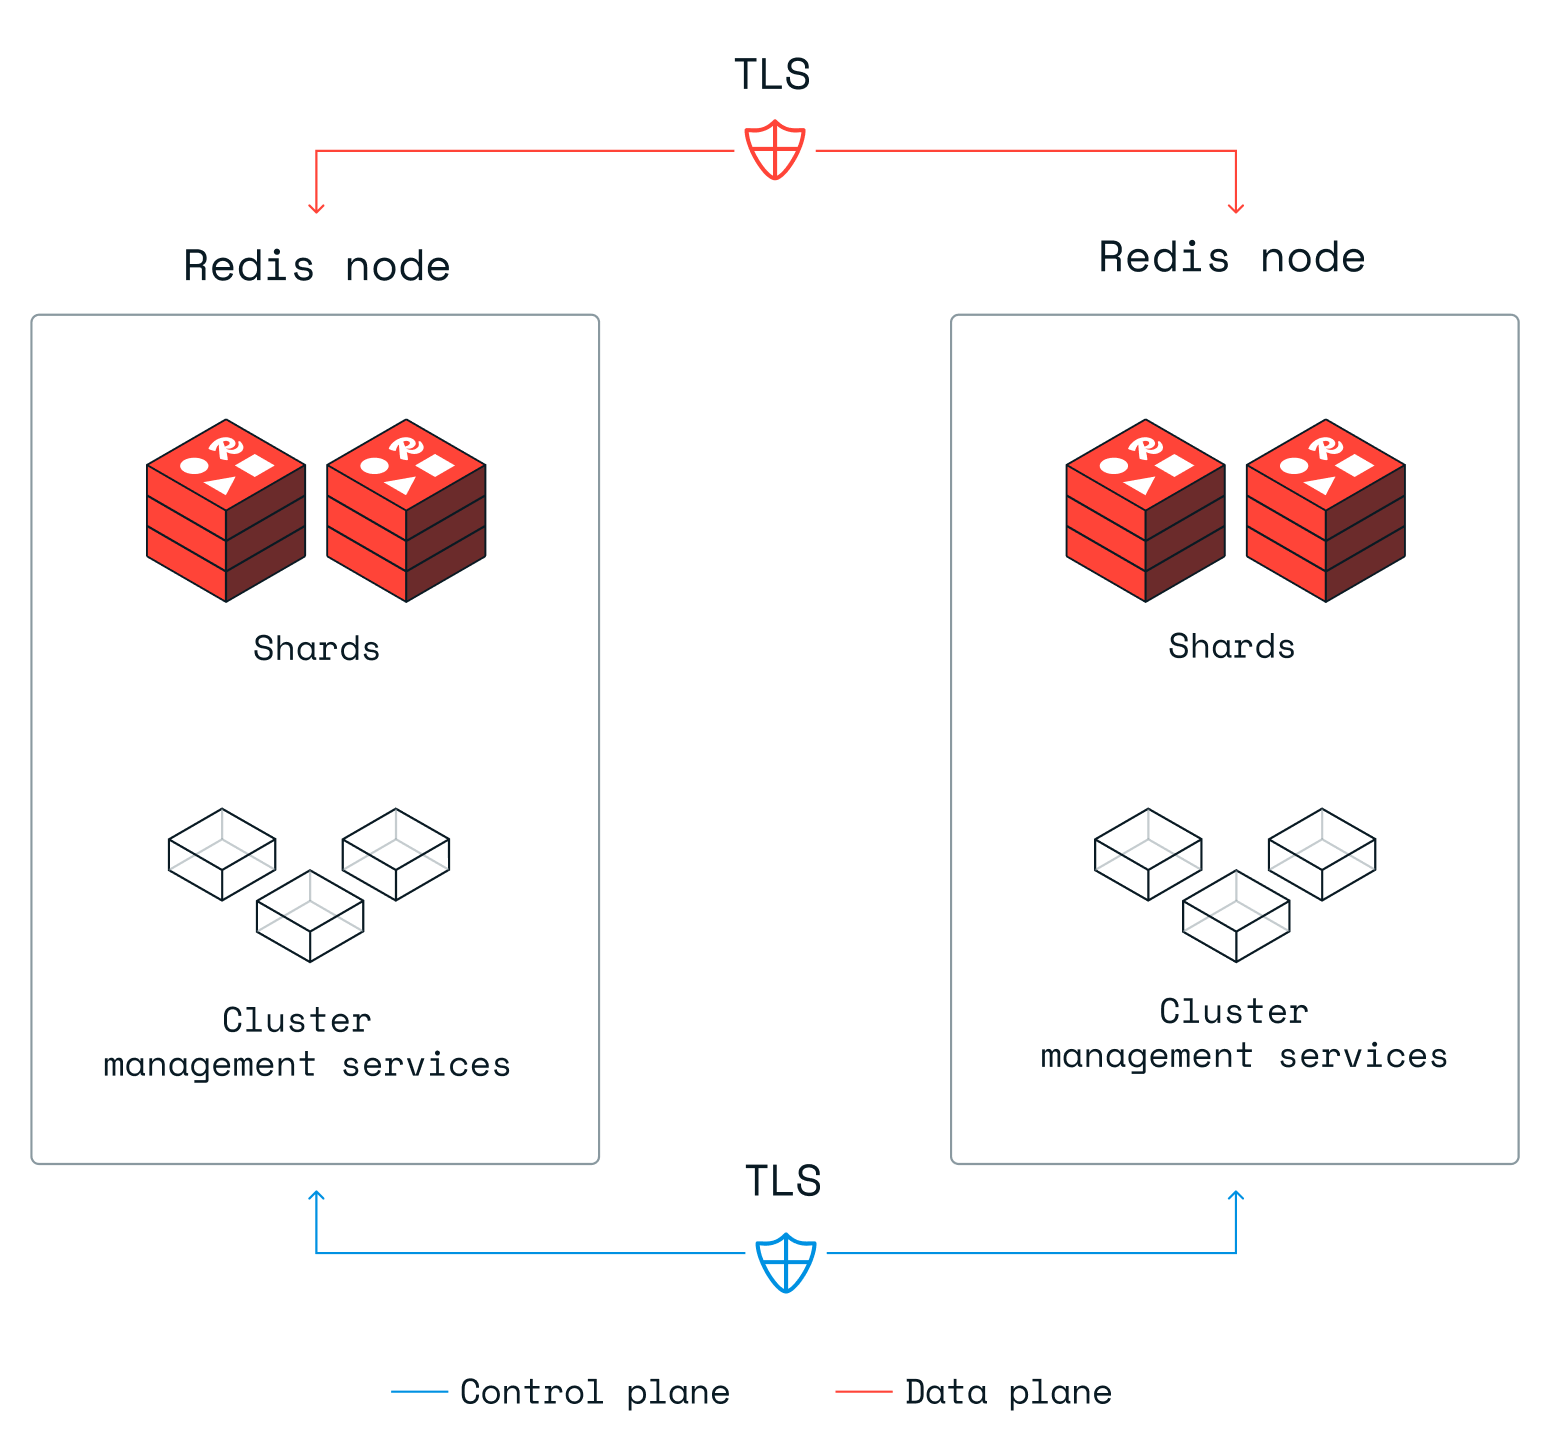 TLS
Redis node
Redis node
Shards
Shards
Cluster
management services
Cluster
management services
TLS
Control plane
Data plane